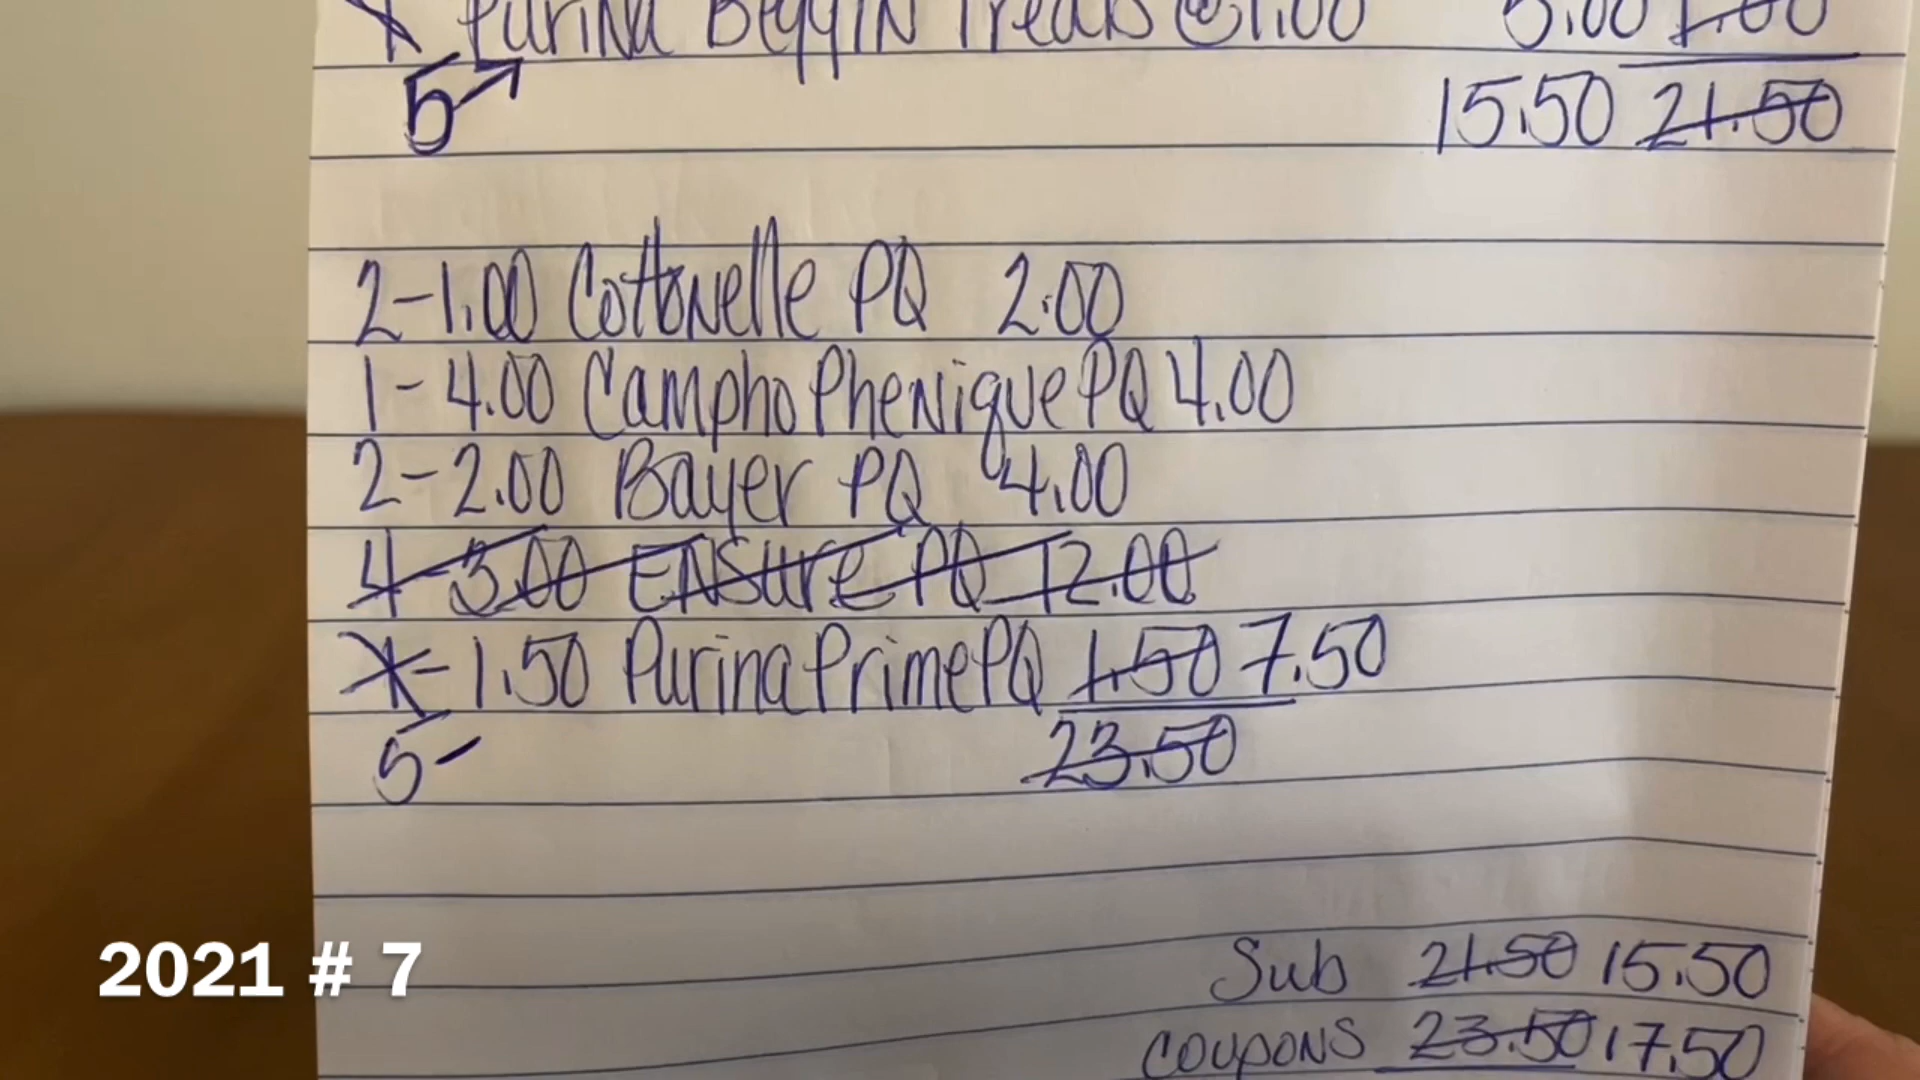 1 Purina Beggin Treats @1.00 5.00 1.00
5 15.50 21.50
2-1.00 Cottonelle PQ 2.00
1-4.00 Campho Phenique PQ 4.00
2-2.00 Bayer PQ 4.00
4-3.00 Ensure PQ 12.00
1-1.50 Purina Prime PQ 1.50 7.50
5- 23.50
Sub 21.50 15.50
Coupons 23.50 17.50
2021 # 7